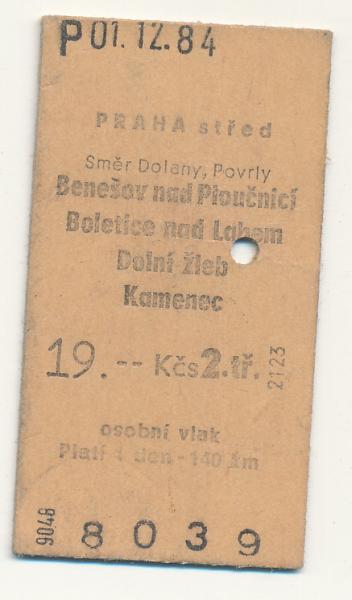 P 01.12.84
PRAHA střed
Směr Dolany, Povrly
Benešov nad Ploučnicí
Boletice nad Labem
Dolní žleb
Kamenec
19.-- Kčs 2.tř.
2123
osobní vlak
Platí 1 den - 140 km
9048
8039